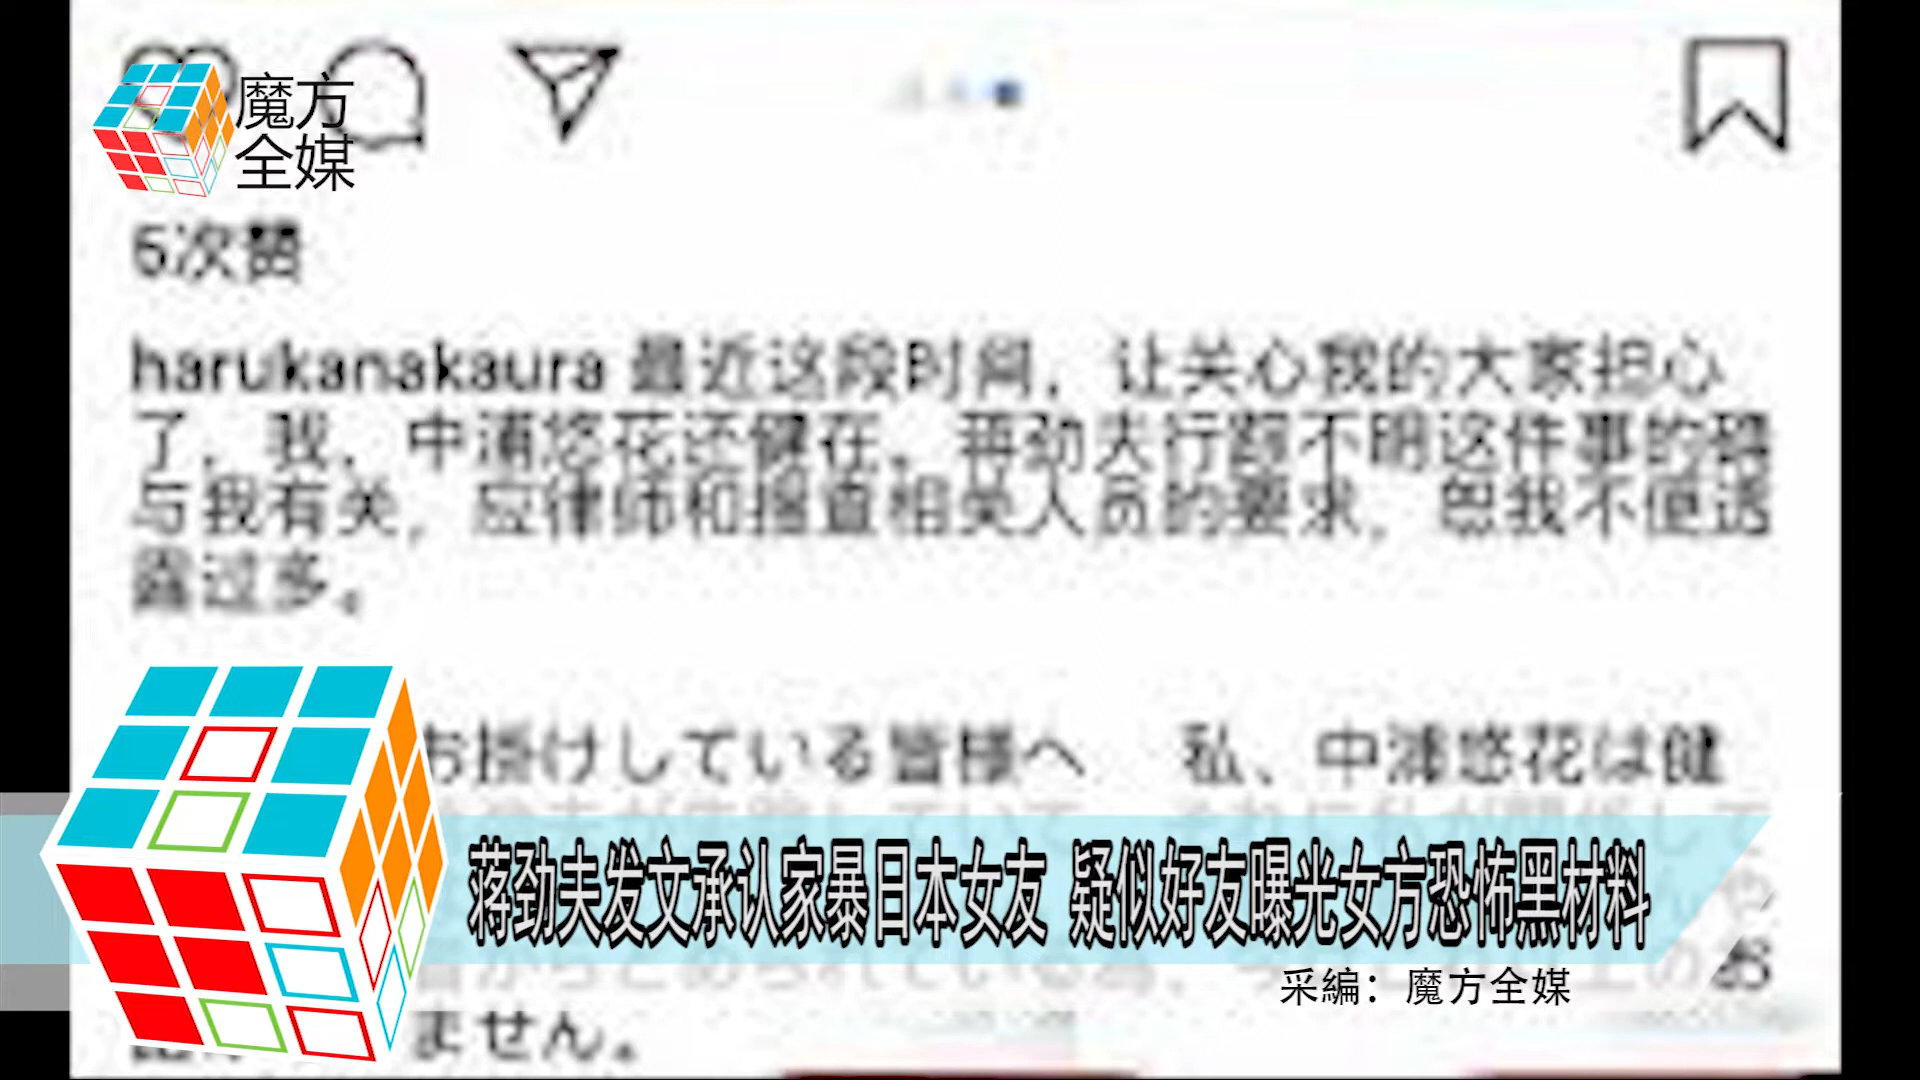 魔方
全媒
5次赞
harukanakaura 最近这段时间，让关心我的大家担心
了，我，中浦悠花还健在。蒋劲夫行踪不明这件事的确
与我有关，应律师和搜查相关人员的要求，恕我不便透
露过多。
お掛けしている皆様へ 私、中浦悠花は健
蒋劲夫发文承认家暴日本女友 疑似好友曝光女方恐怖黑材料
お
采編：魔方全媒
ません。